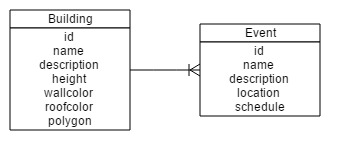 Building
id
name
description
height
wallcolor
roofcolor
polygon
Event
id
name
description
location
schedule